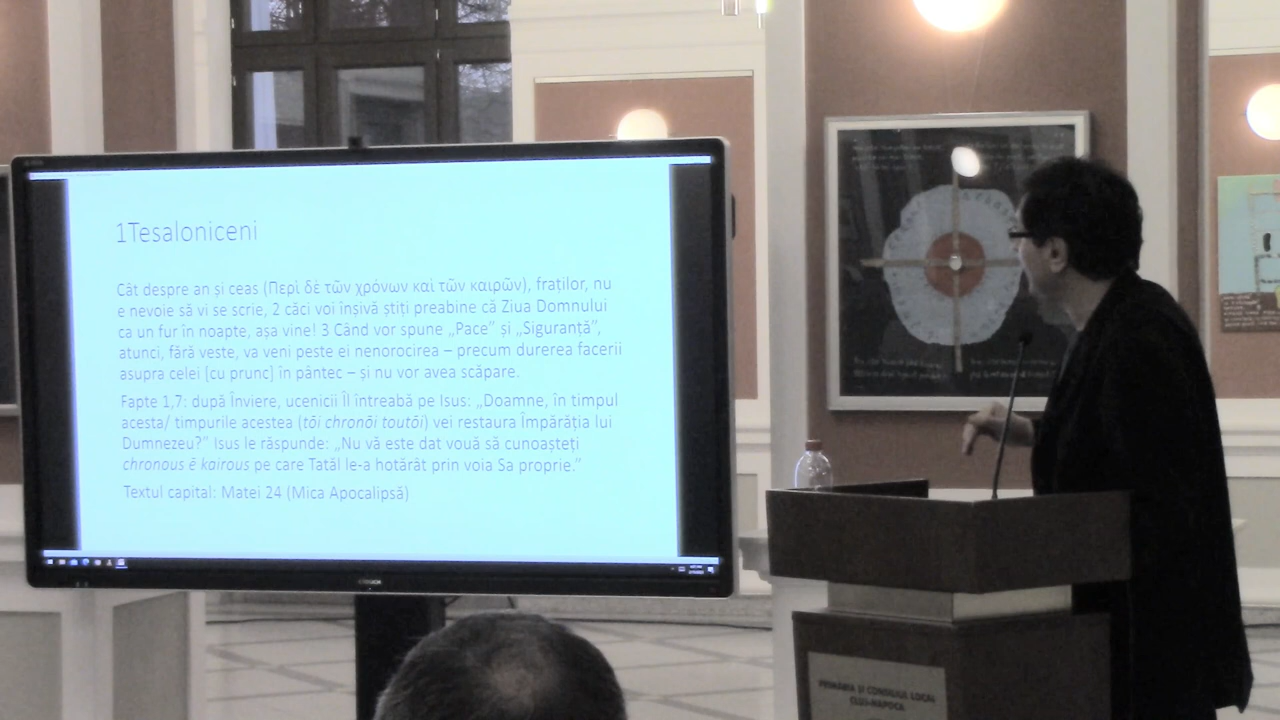 1Tesaloniceni
Cât despre an și ceas (Περὶ δὲ τῶν χρόνων καὶ τῶν καιρῶν), fraților, nu
e nevoie să vi se scrie, 2 căci voi înșivă știți preabine că Ziua Domnului
ca un fur în noapte, așa vine! 3 Când vor spune „Pace” și „Siguranță”,
atunci, fără veste, va veni peste ei nenorocirea – precum durerea facerii
asupra celei [cu prunc] în pântec – și nu vor avea scăpare.
Fapte 1,7: după Înviere, ucenicii Îl întreabă pe Isus: „Doamne, în timpul
acesta/ timpurile acestea (tōi chronōi toutōi) vei restaura Împărăția lui
Dumnezeu?” Isus le răspunde: „Nu vă este dat vouă să cunoașteți
chronous ē kairous pe care Tatăl le-a hotărât prin voia Sa proprie.”
Textul capital: Matei 24 (Mica Apocalipsă)
PRIMĂRIA ȘI CONSILIUL LOCAL
CLUJ-NAPOCA